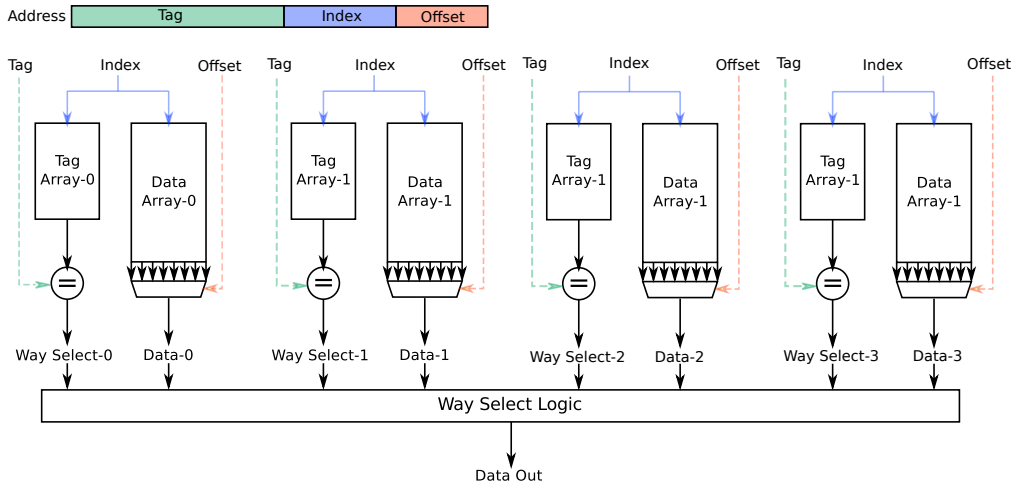 Address Tag Index Offset
Tag Index Offset Tag Index Offset Tag Index Offset Tag Index Offset
Tag
Array-0
Data
Array-0
Tag
Array-1
Data
Array-1
Tag
Array-1
Data
Array-1
Tag
Array-1
Data
Array-1
= = = =
Way Select-0 Data-0 Way Select-1 Data-1 Way Select-2 Data-2 Way Select-3 Data-3
Way Select Logic
Data Out